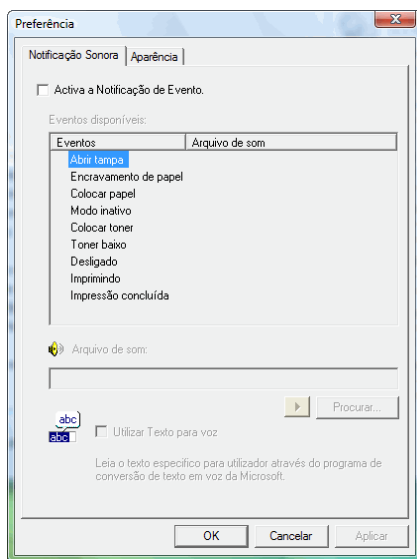 Preferência
Notificação Sonora Aparência
Activa a Notificação de Evento.
Eventos disponíveis:
Eventos Arquivo de som
Abrir tampa
Encravamento de papel
Colocar papel
Modo inativo
Colocar toner
Toner baixo
Desligado
Imprimindo
Impressão concluída
Arquivo de som:
Procurar...
abc
abc
Utilizar Texto para voz
Leia o texto especifico para utilizador através do programa de
conversão de texto em voz da Microsoft.
OK Cancelar Aplicar